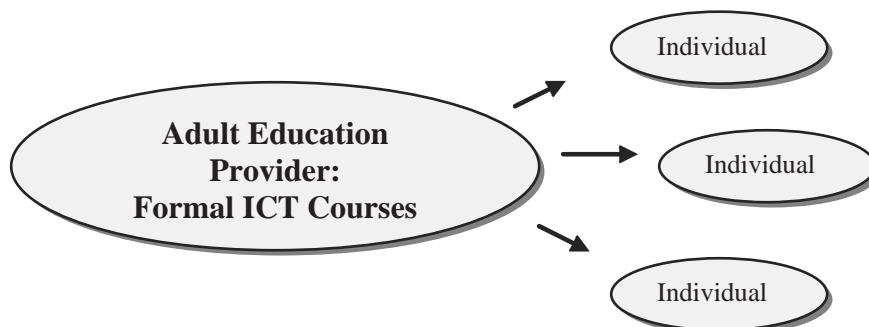 Individual
Adult Education
Provider:
Formal ICT Courses
Individual
Individual